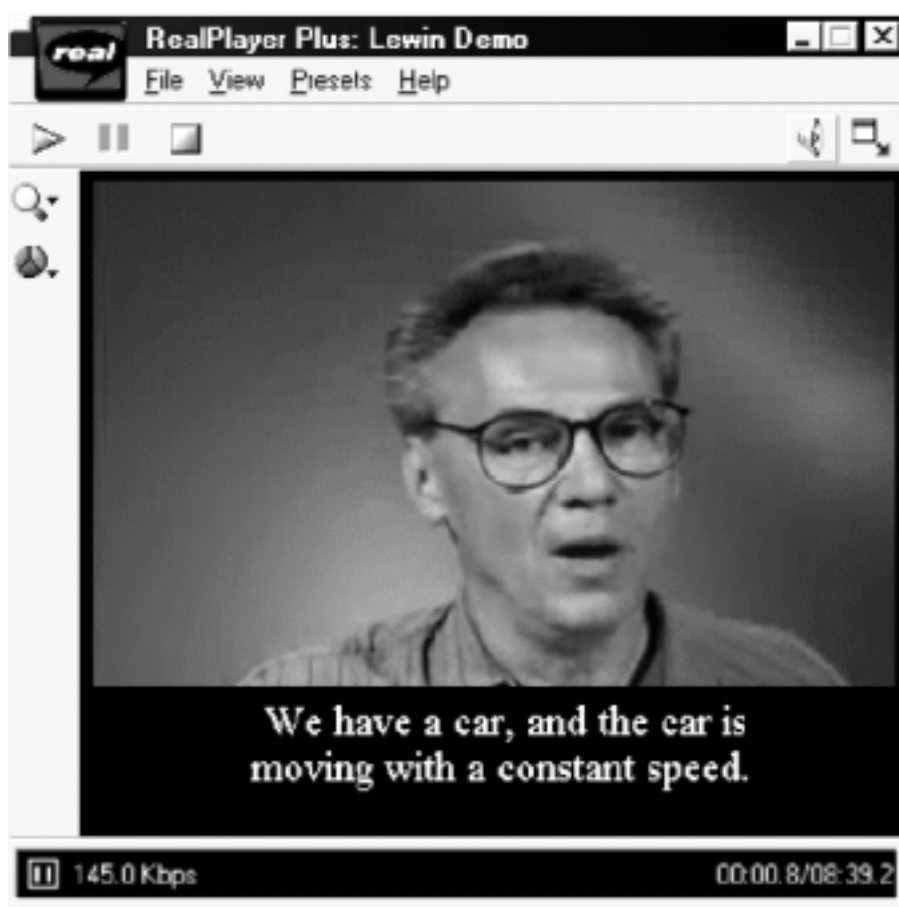 real
RealPlayer Plus: Lewin Demo
File View Presets Help
We have a car, and the car is
moving with a constant speed.
145.0 Kbps 00:00.8/08:39.2